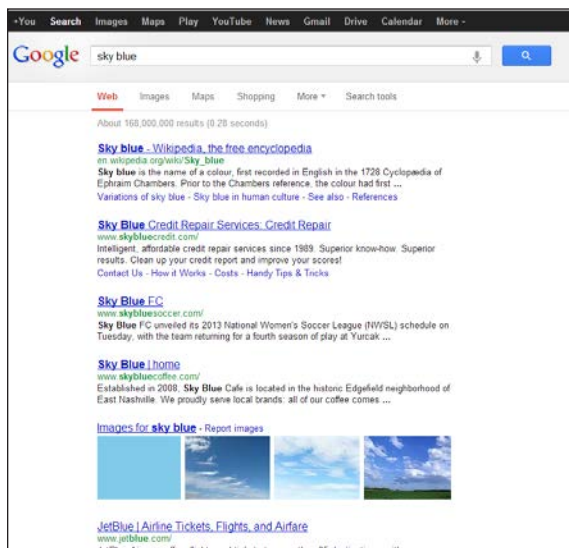 +You Search Images Maps Play YouTube News Gmail Drive Calendar More
Google sky blue
Web Images Maps Shopping More Search tools
About 168,000,000 results (0.28 seconds)
Sky blue - Wikipedia, the free encyclopedia
en.wikipedia.org/wiki/Sky_blue
Sky blue is the name of a colour, first recorded in English in the 1728 Cyclopædia of
Ephraim Chambers. Prior to the Chambers reference, the colour had first ...
Variations of sky blue - Sky blue in human culture - See also - References
Sky Blue Credit Repair Services: Credit Repair
www.skybluecredit.com/
Intelligent, affordable credit repair services since 1989. Superior know-how. Superior
results. Clean up your credit report and improve your scores!
Contact Us - How it Works - Costs - Handy Tips & Tricks
Sky Blue FC
www.skybluesoccer.com/
Sky Blue FC unveiled its 2013 National Women's Soccer League (NWSL) schedule on
Tuesday, with the team returning for a fourth season of play at Yurcak ...
Sky Blue | home
www.skybluecoffee.com/
Established in 2008, Sky Blue Cafe is located in the historic Edgefield neighborhood of
East Nashville. We proudly serve local brands: all of our coffee comes ...
Images for sky blue - Report images
JetBlue | Airline Tickets, Flights, and Airfare
www.jetblue.com/